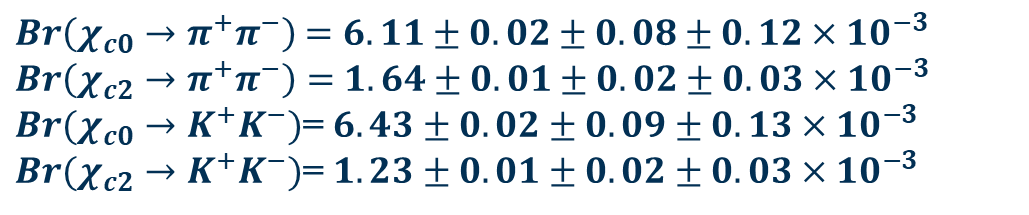 Br(χc0 → π⁺π⁻) = 6.11 ± 0.02 ± 0.08 ± 0.12 × 10⁻³
Br(χc2 → π⁺π⁻) = 1.64 ± 0.01 ± 0.02 ± 0.03 × 10⁻³
Br(χc0 → K⁺K⁻)= 6.43 ± 0.02 ± 0.09 ± 0.13 × 10⁻³
Br(χc2 → K⁺K⁻)= 1.23 ± 0.01 ± 0.02 ± 0.03 × 10⁻³